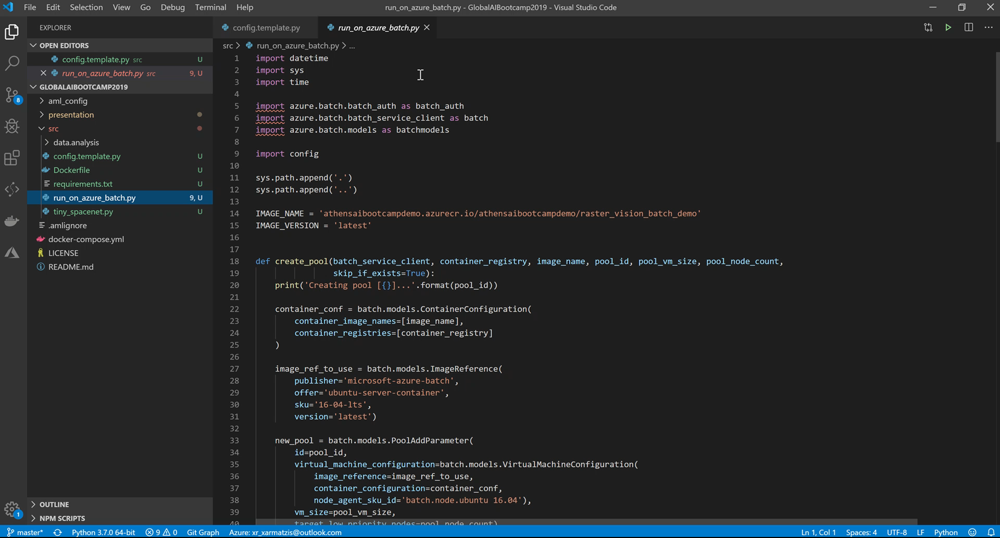 File Edit Selection View Go Debug Terminal Help
run_on_azure_batch.py - GlobalAIBootcamp2019 - Visual Studio Code
EXPLORER
OPEN EDITORS
config.template.py src U
run_on_azure_batch.py src 9, U
GLOBALAIBOOTCAMP2019
aml_config
presentation
src
data.analysis
config.template.py U
Dockerfile U
requirements.txt U
run_on_azure_batch.py 9, U
tiny_spacenet.py U
.amlignore
docker-compose.yml
LICENSE
README.md
OUTLINE
NPM SCRIPTS
8
1
config.template.py
run_on_azure_batch.py
src > run_on_azure_batch.py > ...
1 import datetime
2 import sys
3 import time
4
5 import azure.batch.batch_auth as batch_auth
6 import azure.batch.batch_service_client as batch
7 import azure.batch.models as batchmodels
8
9 import config
10
11 sys.path.append('.')
12 sys.path.append('..')
13
14 IMAGE_NAME = 'athensaibootcampdemo.azurecr.io/athensaibootcampdemo/raster_vision_batch_demo'
15 IMAGE_VERSION = 'latest'
16
17
18 def create_pool(batch_service_client, container_registry, image_name, pool_id, pool_vm_size, pool_node_count,
19 skip_if_exists=True):
20 print('Creating pool [{}]...'.format(pool_id))
21
22 container_conf = batch.models.ContainerConfiguration(
23 container_image_names=[image_name],
24 container_registries=[container_registry]
25 )
26
27 image_ref_to_use = batch.models.ImageReference(
28 publisher='microsoft-azure-batch',
29 offer='ubuntu-server-container',
30 sku='16-04-lts',
31 version='latest')
32
33 new_pool = batch.models.PoolAddParameter(
34 id=pool_id,
35 virtual_machine_configuration=batch.models.VirtualMachineConfiguration(
36 image_reference=image_ref_to_use,
37 container_configuration=container_conf,
38 node_agent_sku_id='batch.node.ubuntu 16.04'),
39 vm_size=pool_vm_size,
40 target_low_priority_nodes=pool_node_count)
master* Python 3.7.0 64-bit 9 0 Git Graph Azure: xr_xarmatzis@outlook.com Ln 1, Col 1 Spaces: 4 UTF-8 LF Python